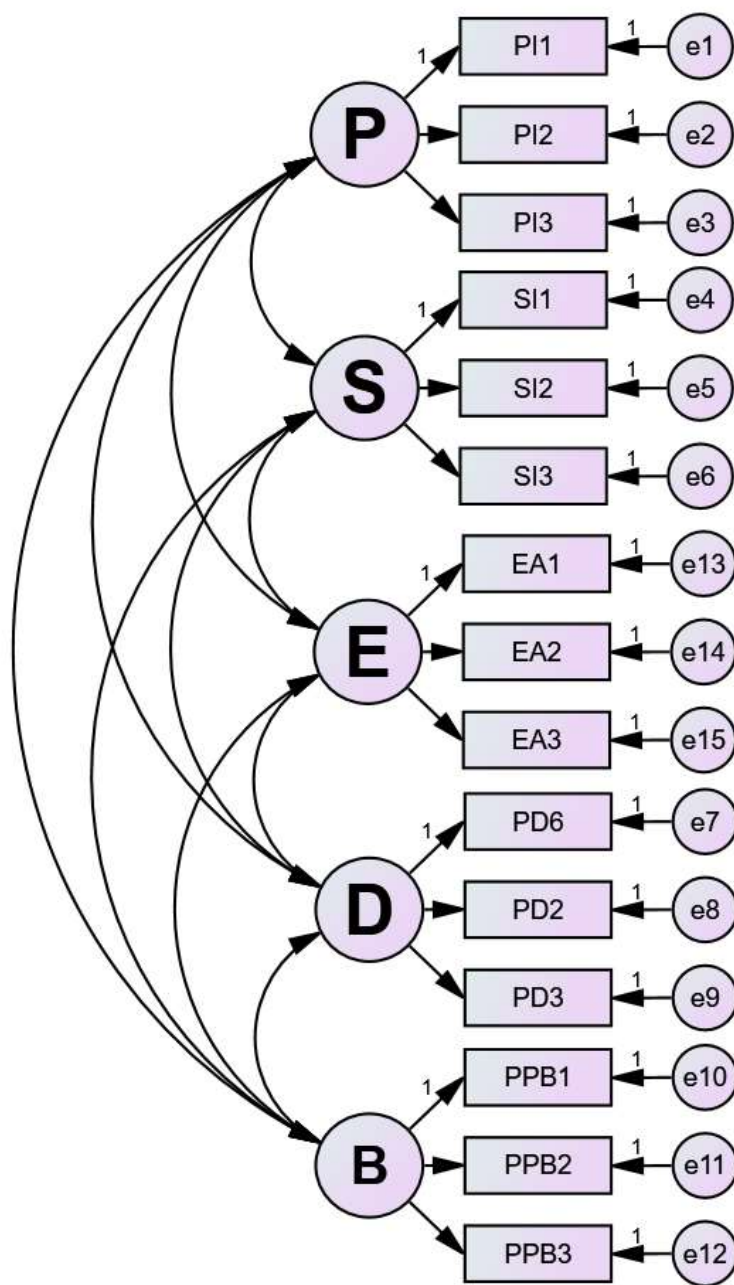 1 PI1 1 e1
P PI2 1 e2
PI3 1 e3
1 SI1 1 e4
S SI2 1 e5
SI3 1 e6
1 EA1 1 e13
E EA2 1 e14
EA3 1 e15
1 PD6 1 e7
D PD2 1 e8
PD3 1 e9
1 PPB1 1 e10
B PPB2 1 e11
PPB3 1 e12